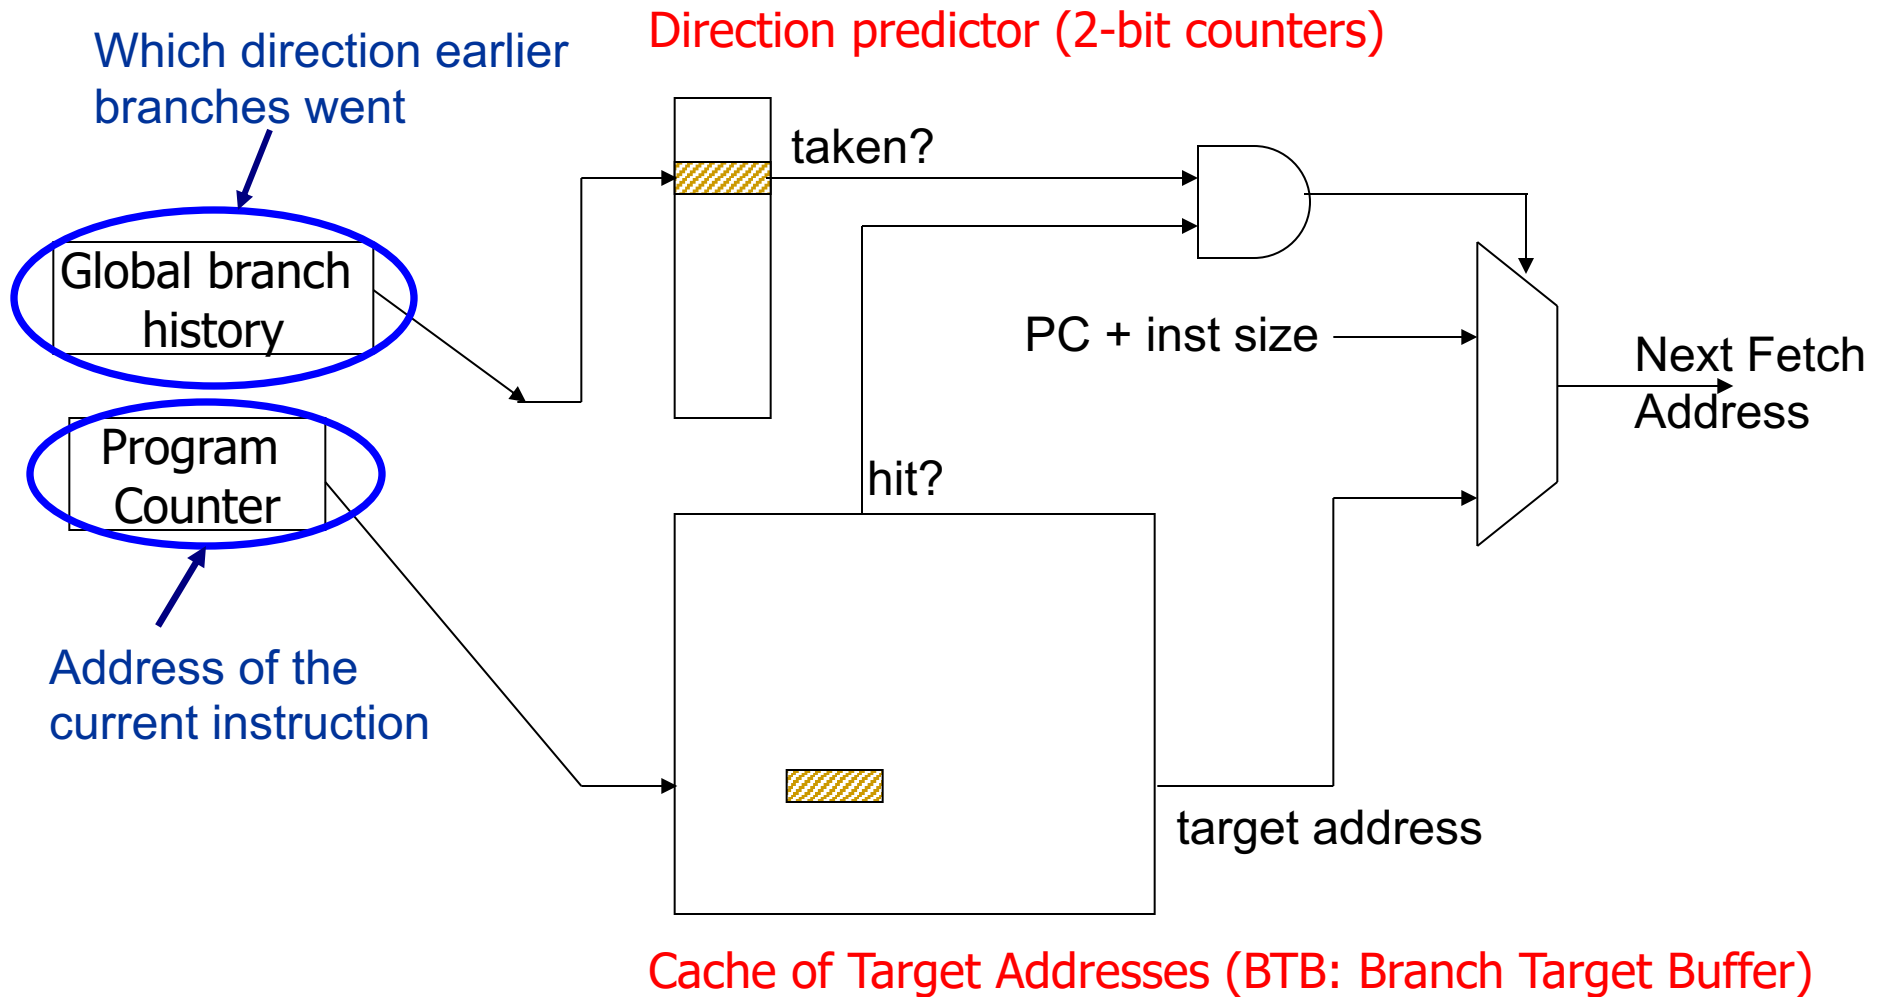 Direction predictor (2-bit counters)
Which direction earlier
branches went
taken?
Global branch
history
PC + inst size
Next Fetch
Address
Program
Counter
hit?
Address of the
current instruction
target address
Cache of Target Addresses (BTB: Branch Target Buffer)